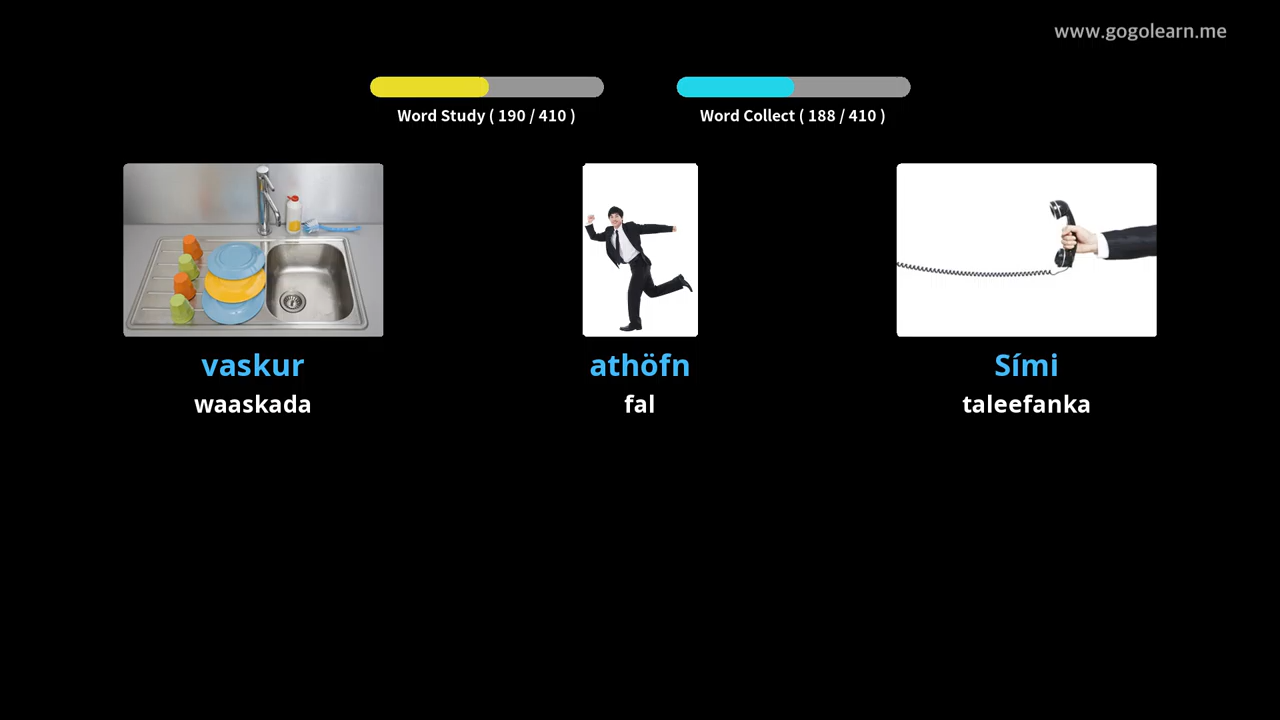 www.gogolearn.me
Word Study ( 190 / 410 )
Word Collect ( 188 / 410 )
vaskur
waaskada
athöfn
fal
Sími
taleefanka